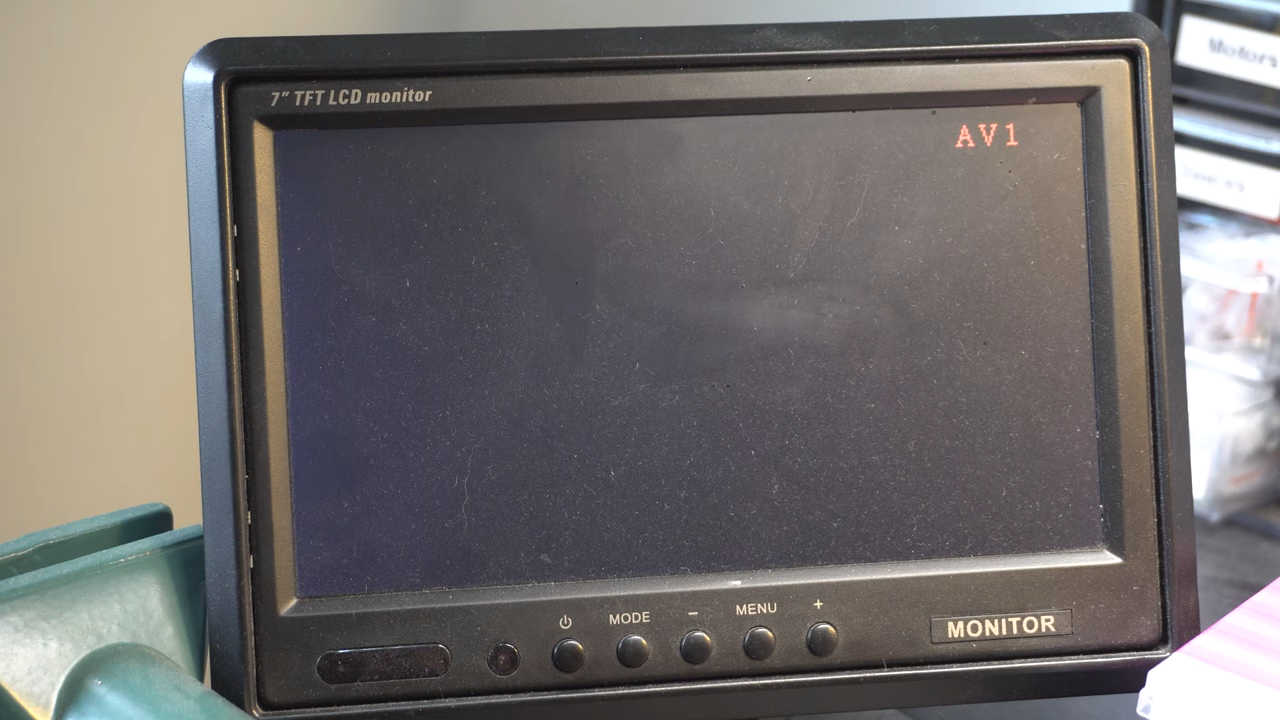 7" TFT LCD monitor
AV1
MODE
−
MENU
+
MONITOR
Motors